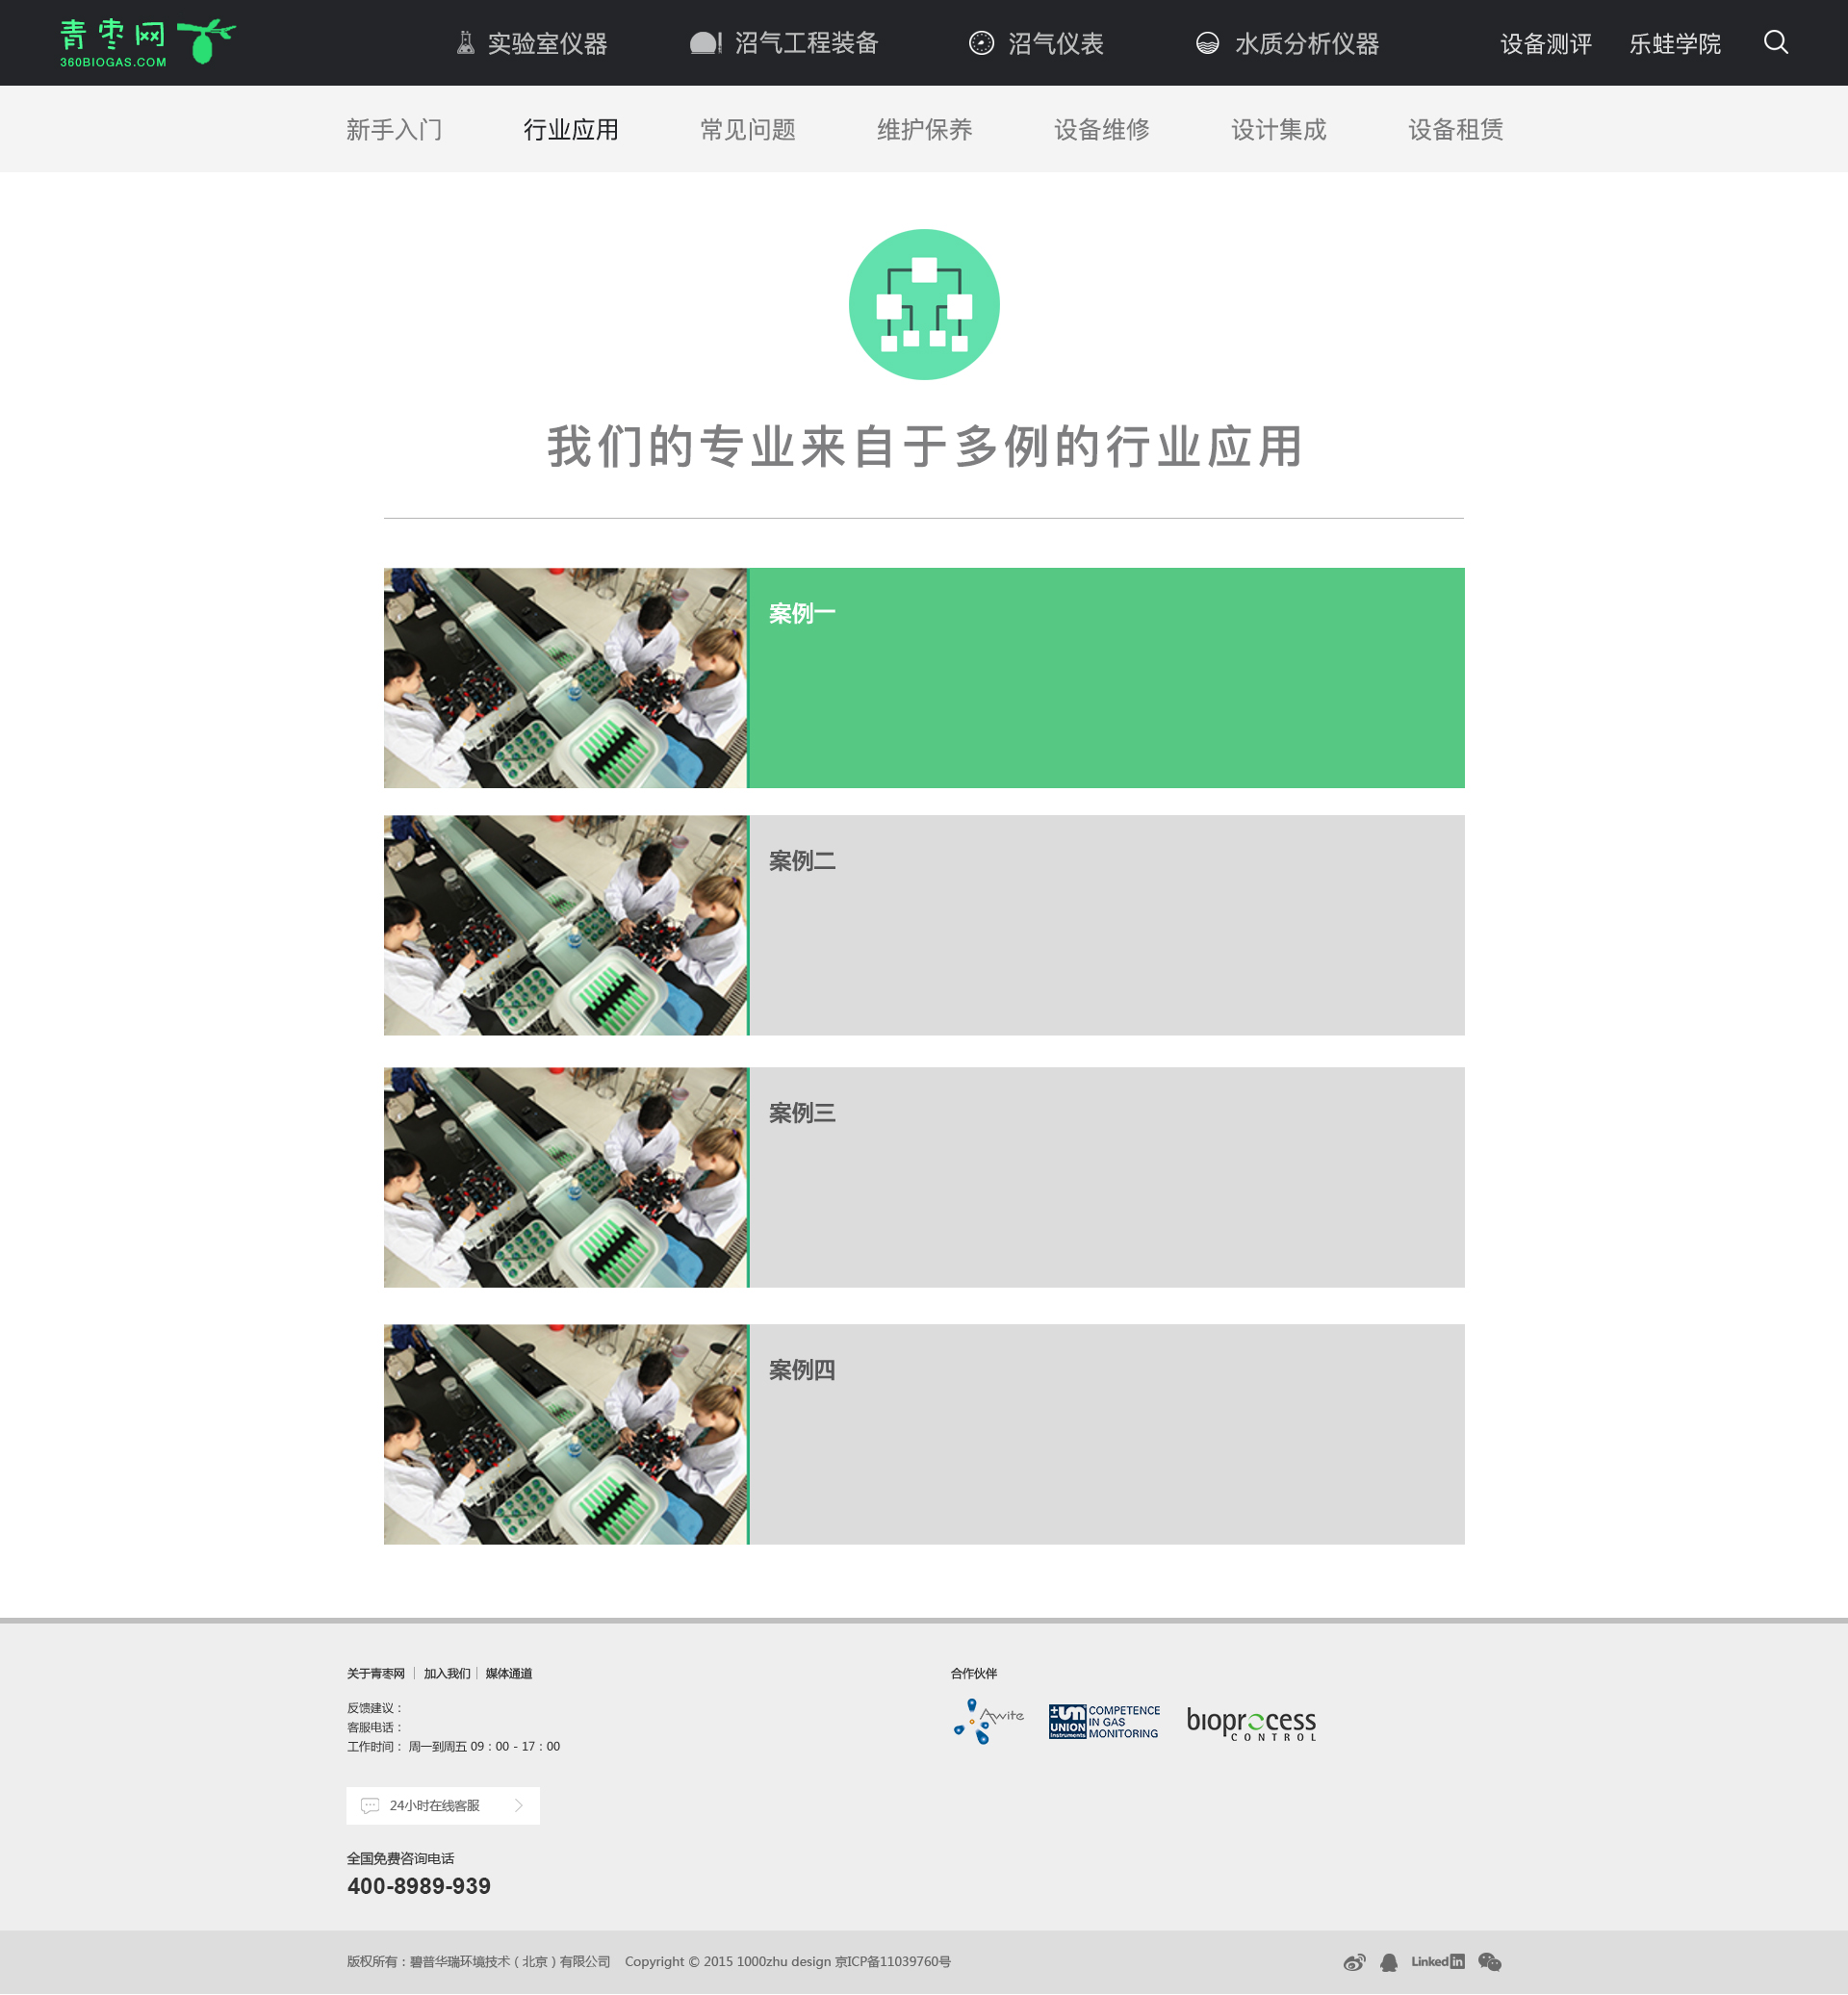 青枣网
360BIOGAS.COM
实验室仪器
沼气工程装备
沼气仪表
水质分析仪器
设备测评
乐蛙学院
新手入门
行业应用
常见问题
维护保养
设备维修
设计集成
设备租赁
我们的专业来自于多例的行业应用
案例一
案例二
案例三
案例四
关于青枣网 | 加入我们 | 媒体通道
反馈建议：
客服电话：
工作时间： 周一到周五 09：00 - 17：00
24小时在线客服
全国免费咨询电话
400-8989-939
合作伙伴
Awite
UNION
Instruments
COMPETENCE
IN GAS
MONITORING
bioprocess
CONTROL
版权所有：碧普华瑞环境技术（北京）有限公司 Copyright © 2015 1000zhu design 京ICP备11039760号
Linked in